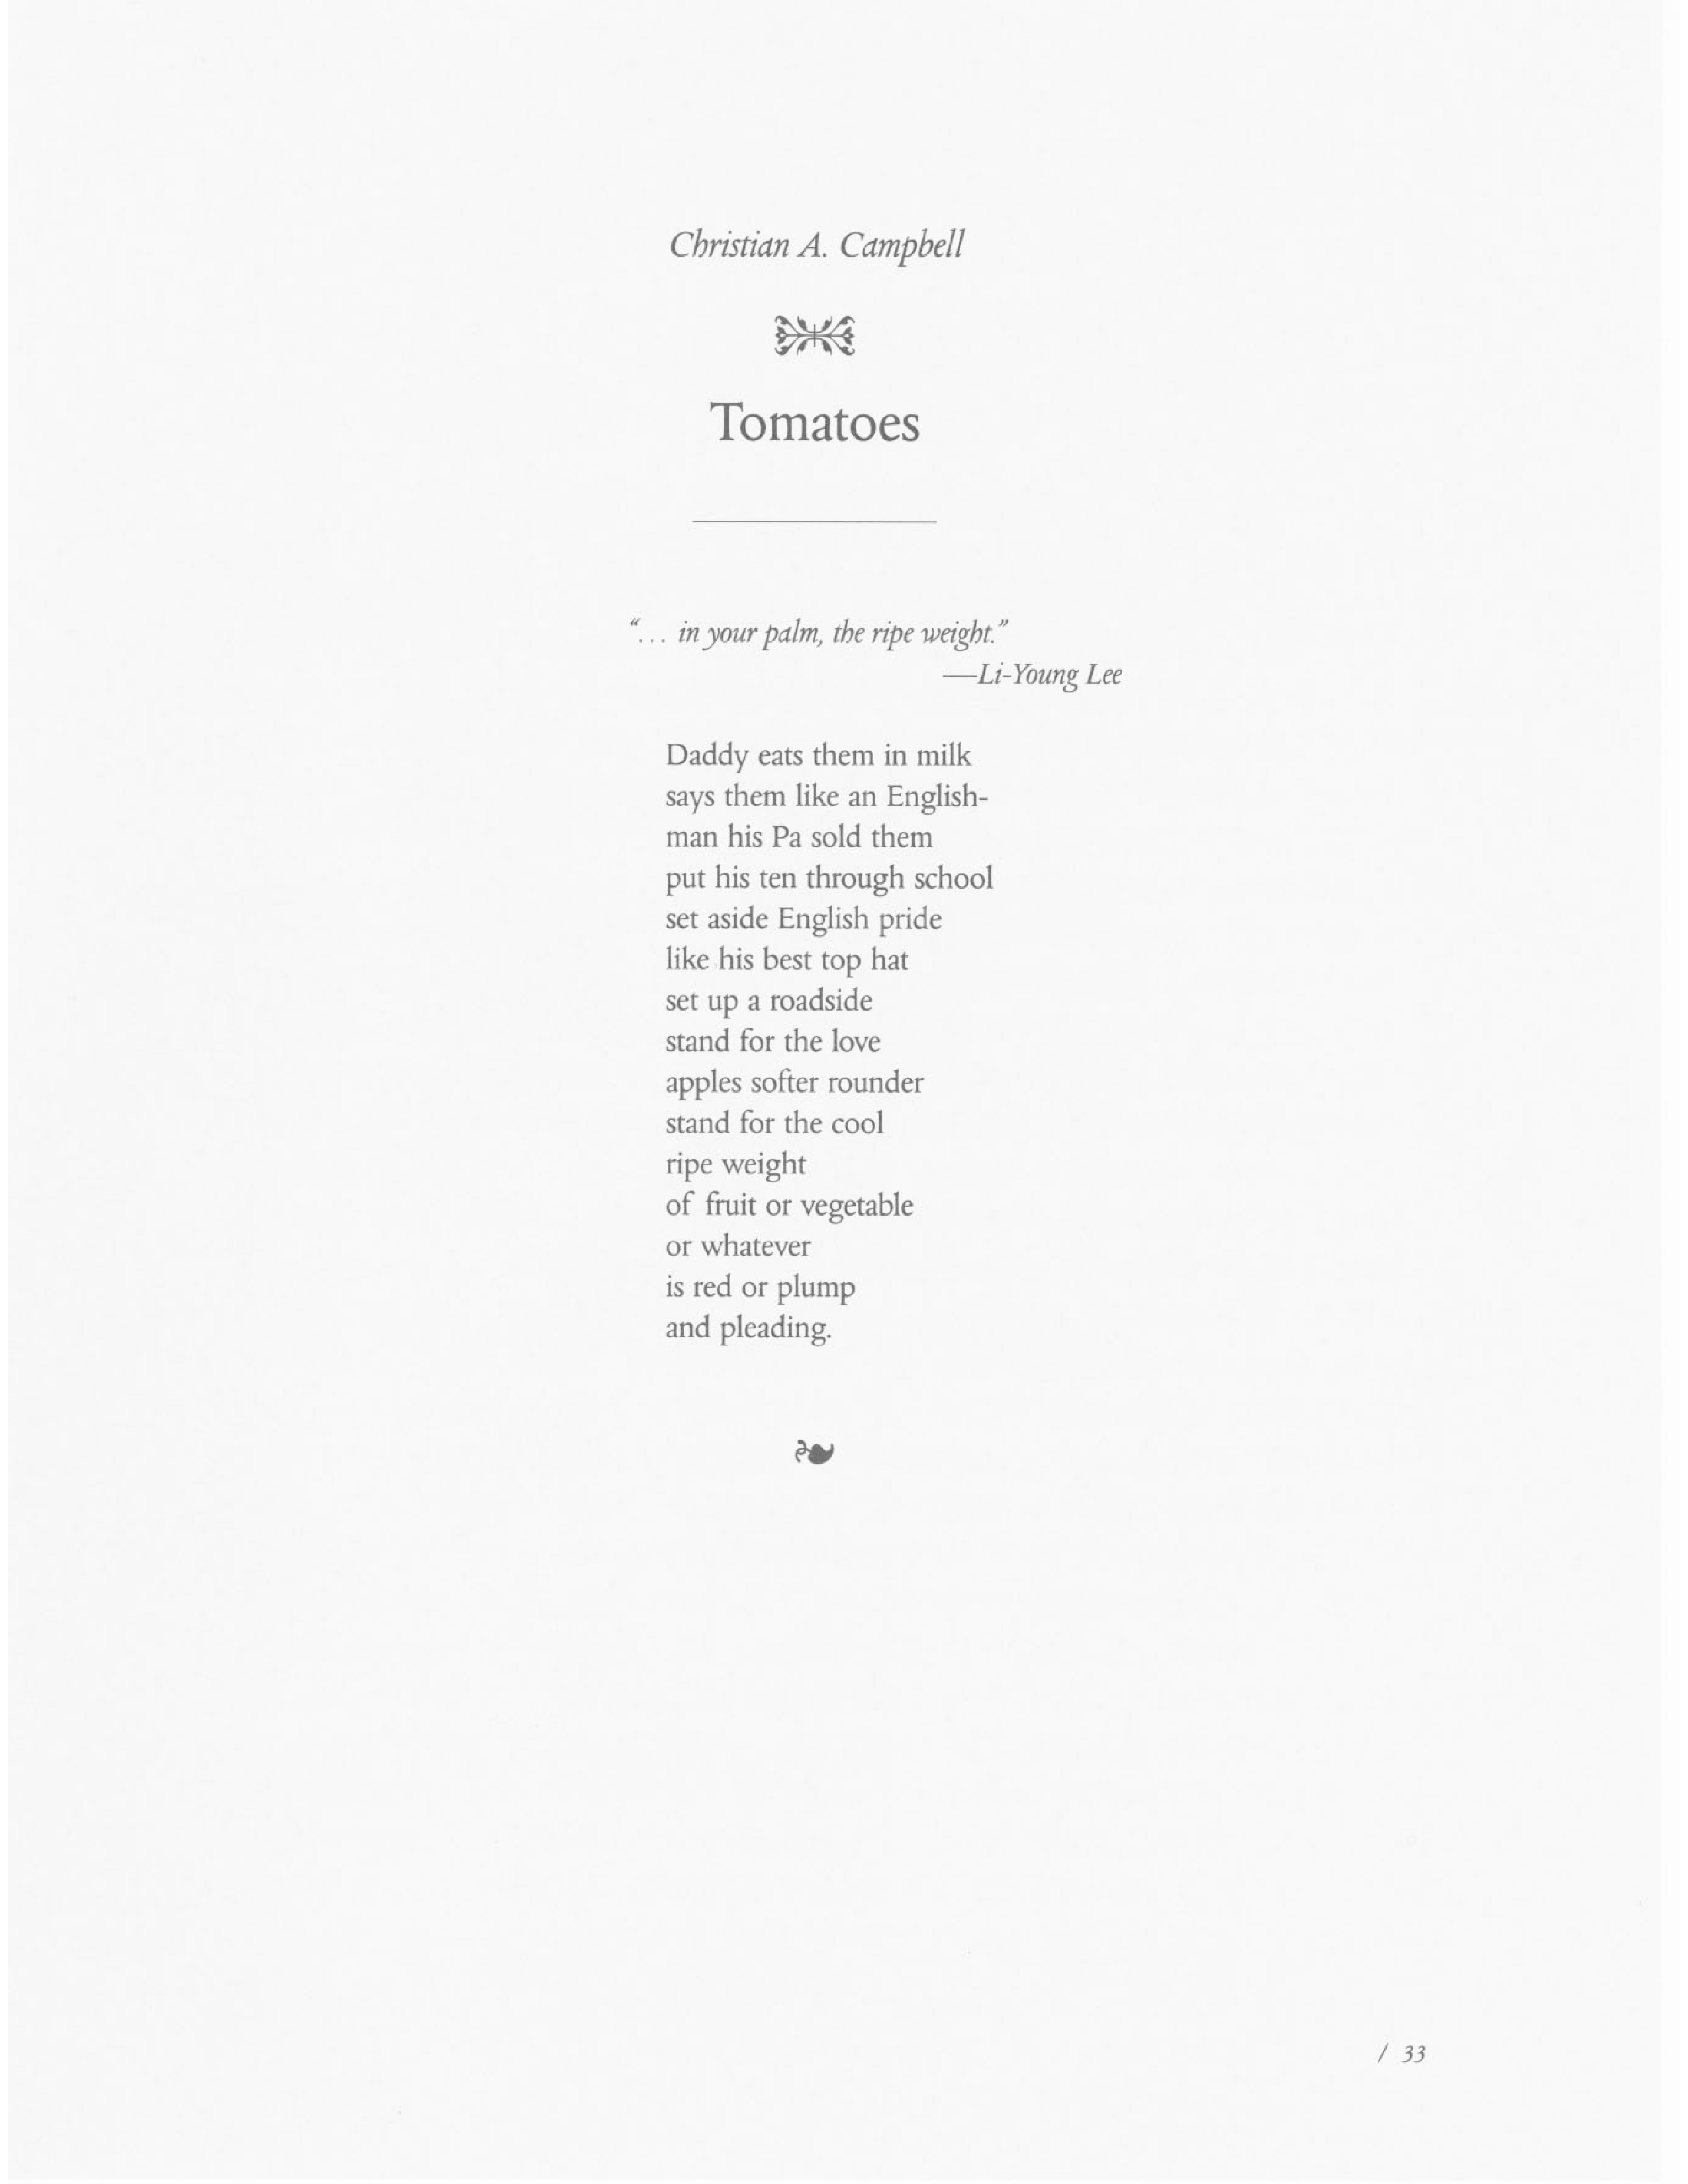 Christian A. Campbell
Tomatoes
“... in your palm, the ripe weight.”
—Li-Young Lee
Daddy eats them in milk
says them like an English-
man his Pa sold them
put his ten through school
set aside English pride
like his best top hat
set up a roadside
stand for the love
apples softer rounder
stand for the cool
ripe weight
of fruit or vegetable
or whatever
is red or plump
and pleading.
/ 33